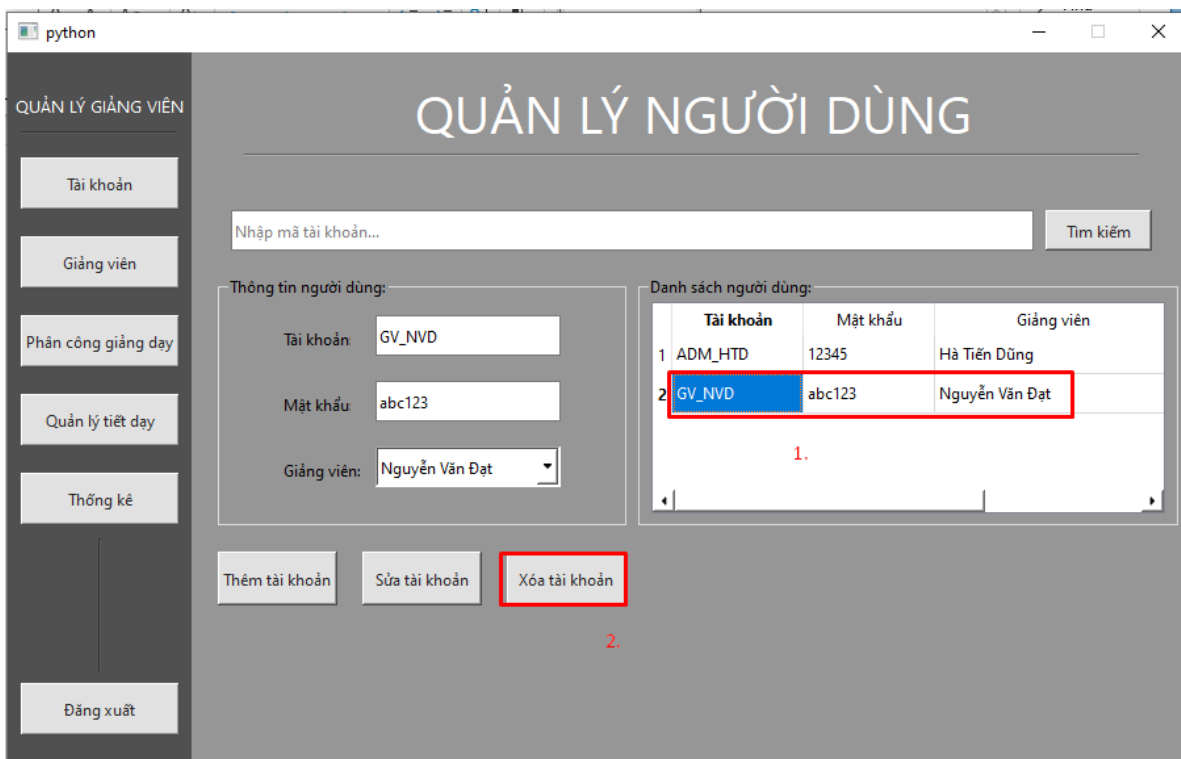 python
QUẢN LÝ GIẢNG VIÊN
Tài khoản
Giảng viên
Phân công giảng dạy
Quản lý tiết dạy
Thống kê
Đăng xuất
QUẢN LÝ NGƯỜI DÙNG
Nhập mã tài khoản...
Tìm kiếm
Thông tin người dùng:
Tài khoản:
GV_NVD
Mật khẩu:
abc123
Giảng viên:
Nguyễn Văn Đạt
Danh sách người dùng:
Tài khoản Mật khẩu Giảng viên
1 ADM_HTD 12345 Hà Tiến Dũng
2 GV_NVD abc123 Nguyễn Văn Đạt
1.
Thêm tài khoản
Sửa tài khoản
Xóa tài khoản
2.